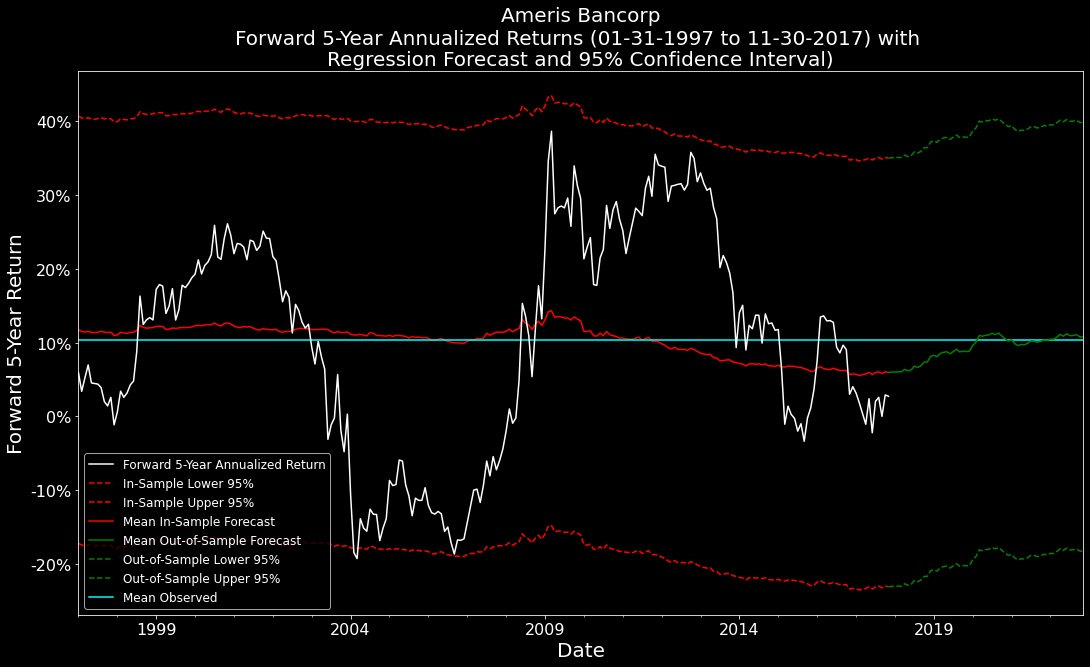 Ameris Bancorp
Forward 5-Year Annualized Returns (01-31-1997 to 11-30-2017) with
Regression Forecast and 95% Confidence Interval)
40%
30%
20%
10%
0%
-10%
-20%
Forward 5-Year Return
Forward 5-Year Annualized Return
In-Sample Lower 95%
In-Sample Upper 95%
Mean In-Sample Forecast
Mean Out-of-Sample Forecast
Out-of-Sample Lower 95%
Out-of-Sample Upper 95%
Mean Observed
1999 2004 2009 2014 2019
Date